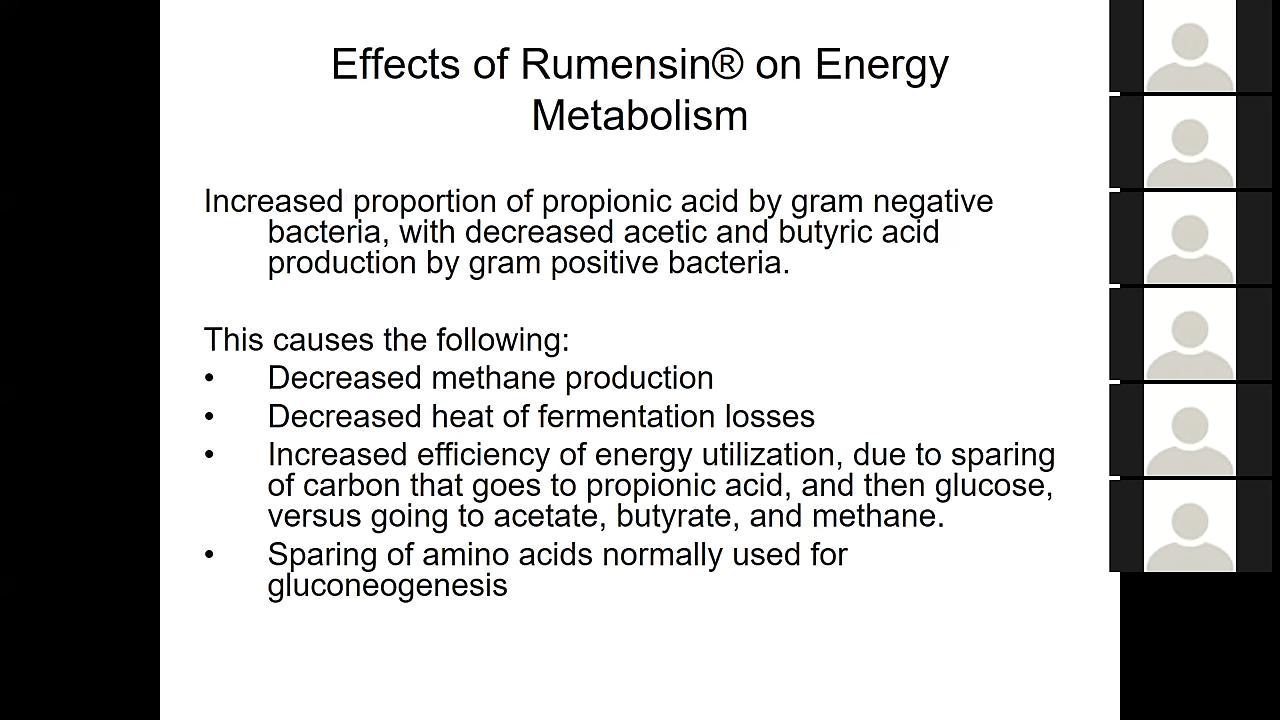 Effects of Rumensin® on Energy
Metabolism
Increased proportion of propionic acid by gram negative
bacteria, with decreased acetic and butyric acid
production by gram positive bacteria.
This causes the following:
• Decreased methane production
• Decreased heat of fermentation losses
• Increased efficiency of energy utilization, due to sparing
of carbon that goes to propionic acid, and then glucose,
versus going to acetate, butyrate, and methane.
• Sparing of amino acids normally used for
gluconeogenesis